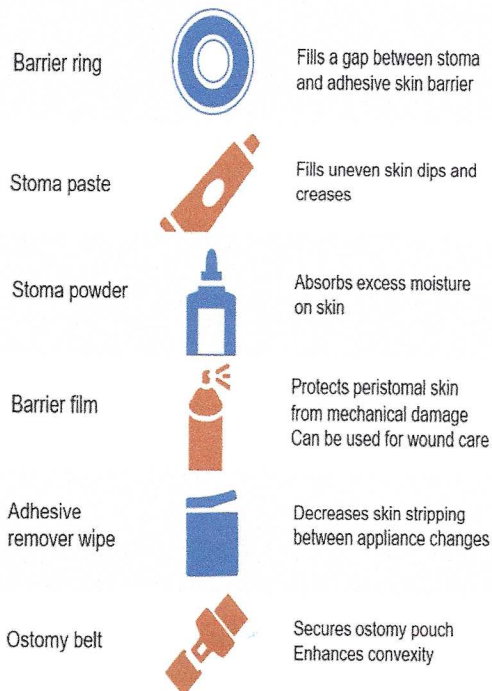 Barrier ring
Fills a gap between stoma
and adhesive skin barrier
Stoma paste
Fills uneven skin dips and
creases
Stoma powder
Absorbs excess moisture
on skin
Barrier film
Protects peristomal skin
from mechanical damage
Can be used for wound care
Adhesive
remover wipe
Decreases skin stripping
between appliance changes
Ostomy belt
Secures ostomy pouch
Enhances convexity